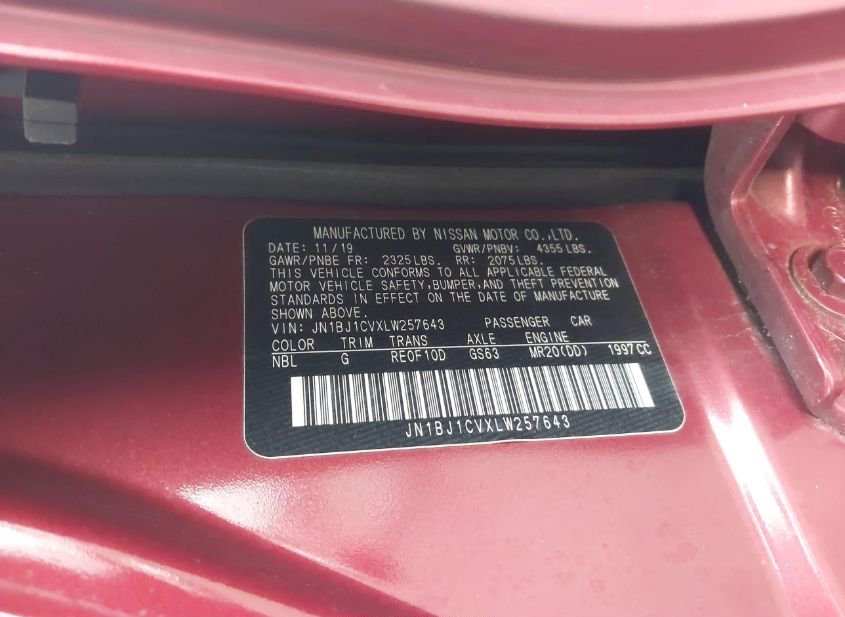 MANUFACTURED BY NISSAN MOTOR CO.,LTD.
DATE: 11/19 GVWR/PNBV: 4355 LBS.
GAWR/PNBE FR: 2325 LBS. RR: 2075 LBS.
THIS VEHICLE CONFORMS TO ALL APPLICABLE FEDERAL
MOTOR VEHICLE SAFETY,BUMPER,AND THEFT PREVENTION
STANDARDS IN EFFECT ON THE DATE OF MANUFACTURE
SHOWN ABOVE.
VIN: JN1BJ1CVXLW257643 PASSENGER CAR
COLOR TRIM TRANS AXLE ENGINE
NBL G RE0F10D GS63 MR20(DD) 1997CC
JN1BJ1CVXLW257643